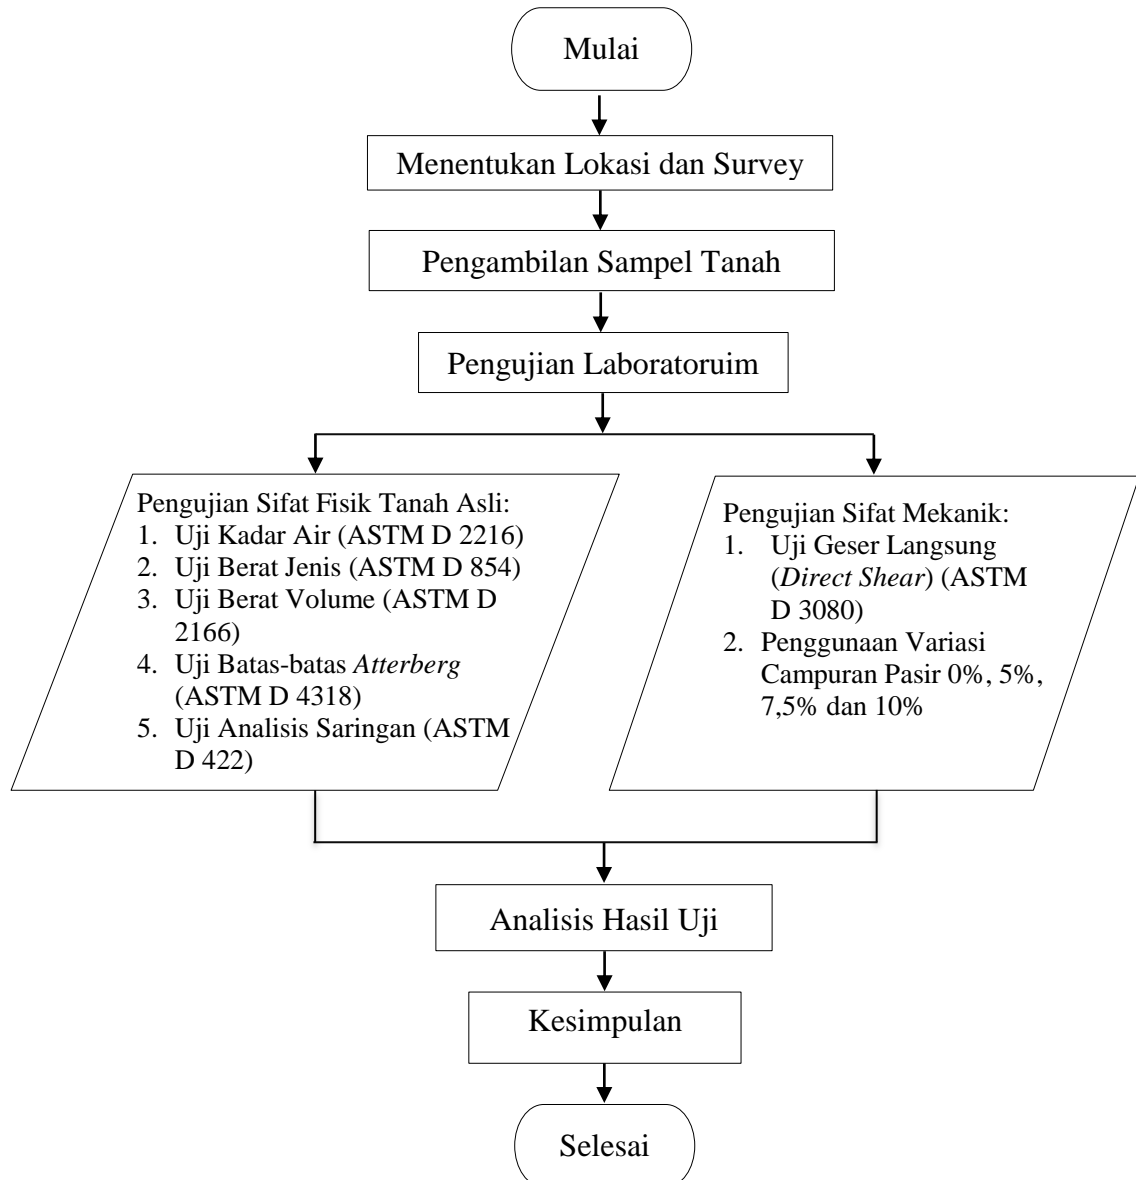 Mulai
Menentukan Lokasi dan Survey
Pengambilan Sampel Tanah
Pengujian Laboratoruim
Pengujian Sifat Fisik Tanah Asli:
1. Uji Kadar Air (ASTM D 2216)
2. Uji Berat Jenis (ASTM D 854)
3. Uji Berat Volume (ASTM D
2166)
4. Uji Batas-batas Atterberg
(ASTM D 4318)
5. Uji Analisis Saringan (ASTM
D 422)
Pengujian Sifat Mekanik:
1. Uji Geser Langsung
(Direct Shear) (ASTM
D 3080)
2. Penggunaan Variasi
Campuran Pasir 0%, 5%,
7,5% dan 10%
Analisis Hasil Uji
Kesimpulan
Selesai